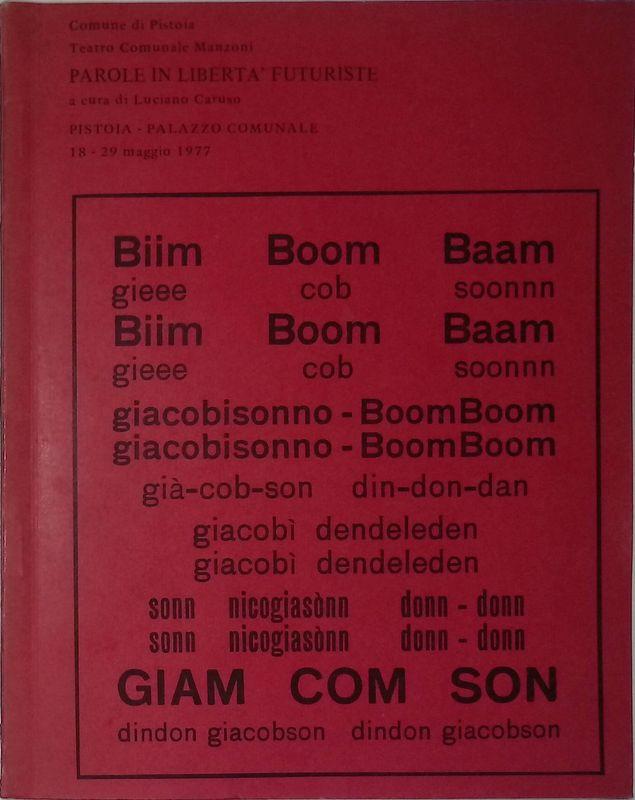 Comune di Pistoia
Teatro Comunale Manzoni
PAROLE IN LIBERTA' FUTURISTE
a cura di Luciano Caruso
PISTOIA - PALAZZO COMUNALE
18 - 29 maggio 1977
Biim Boom Baam
gieee cob soonnn
Biim Boom Baam
gieee cob soonnn
giacobisonno - BoomBoom
giacobisonno - BoomBoom
già-cob-son din-don-dan
giacobì dendeleden
giacobì dendeleden
sonn nicogiasònn donn - donn
sonn nicogiasònn donn - donn
GIAM COM SON
dindon giacobson dindon giacobson